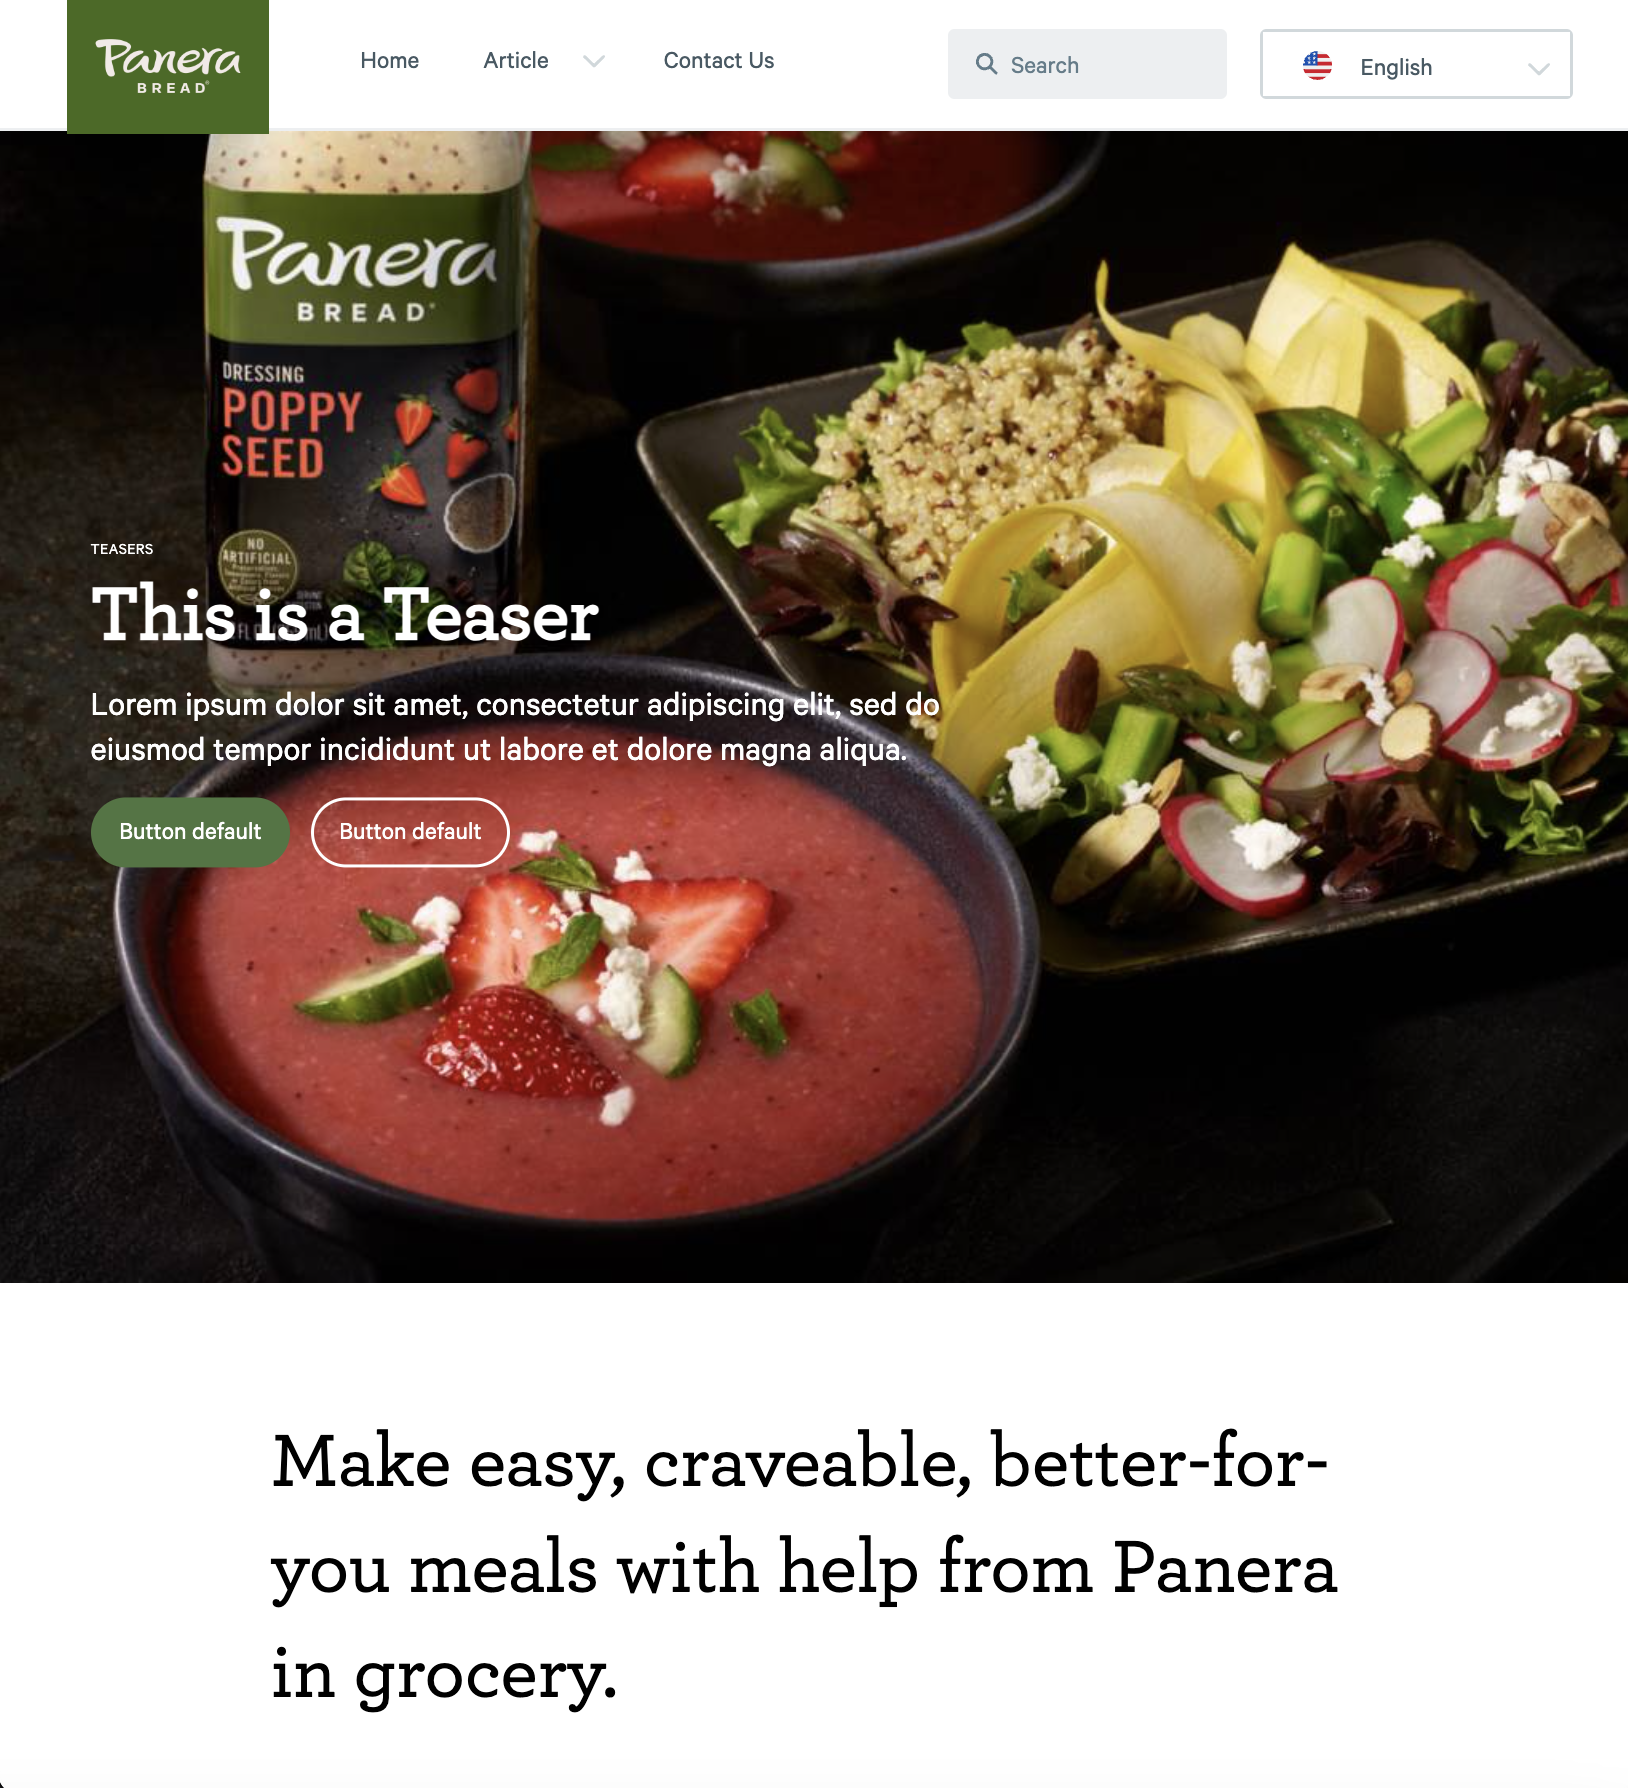 Panera
BREAD®
Home
Article
Contact Us
Search
English
Panera
BREAD®
DRESSING
POPPY
SEED
NO
ARTIFICIAL
TEASERS
This is a Teaser
Lorem ipsum dolor sit amet, consectetur adipiscing elit, sed do
eiusmod tempor incididunt ut labore et dolore magna aliqua.
Button default
Button default
Make easy, craveable, better-for-
you meals with help from Panera
in grocery.